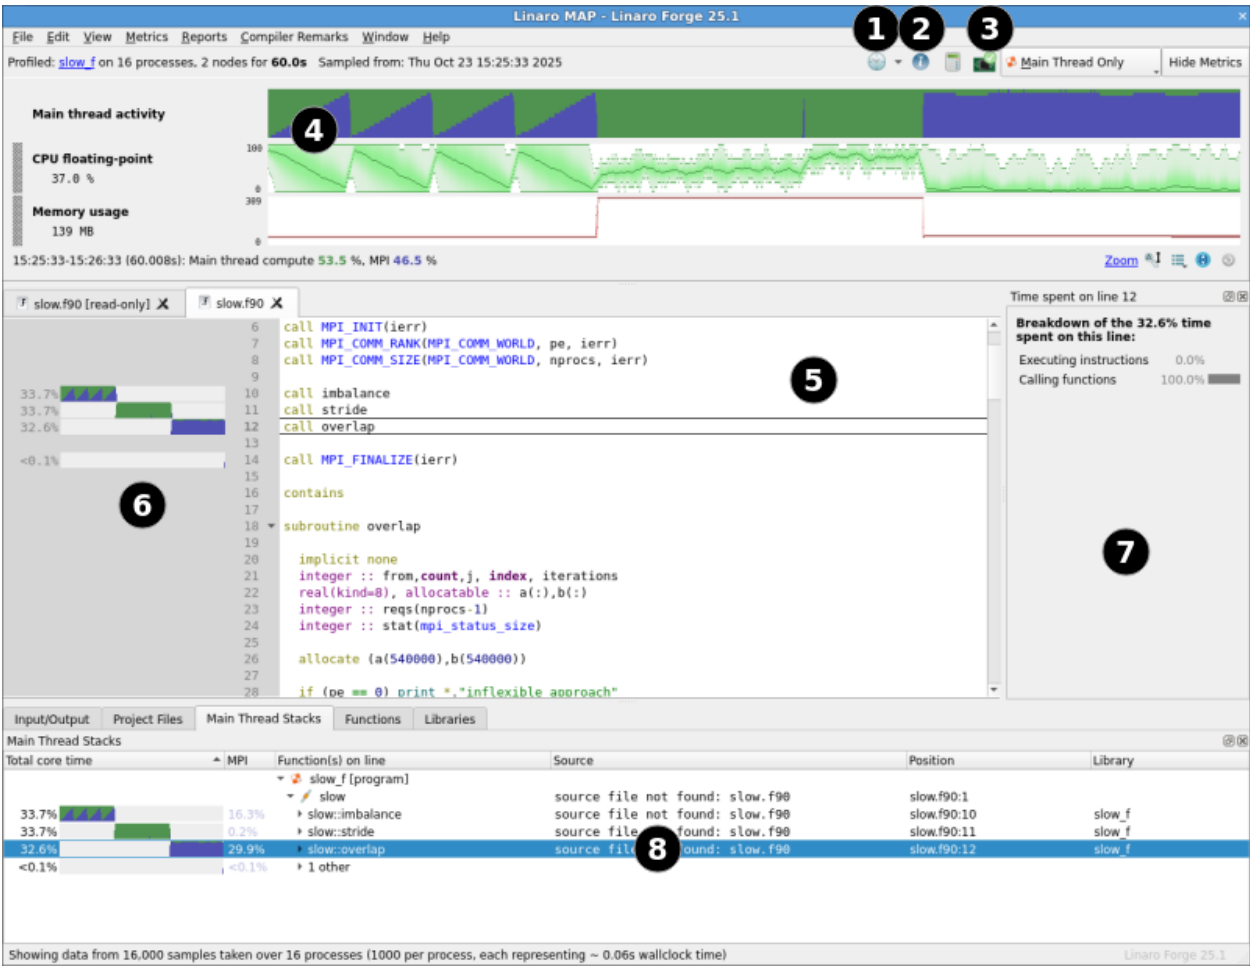 Linaro MAP - Linaro Forge 25.1
1 2 3
File Edit View Metrics Reports Compiler Remarks Window Help
Profiled: slow_f on 16 processes, 2 nodes for 60.0s Sampled from: Thu Oct 23 15:25:33 2025
Main Thread Only
Hide Metrics
Main thread activity
4
CPU floating-point
37.0 %
100
0
Memory usage
139 MB
309
0
15:25:33-15:26:33 (60.008s): Main thread compute 53.5 %, MPI 46.5 %
Zoom
slow.f90 [read-only] slow.f90
6 call MPI_INIT(ierr)
7 call MPI_COMM_RANK(MPI_COMM_WORLD, pe, ierr)
8 call MPI_COMM_SIZE(MPI_COMM_WORLD, nprocs, ierr)
9
33.7% 10 call imbalance
33.7% 11 call stride
32.6% 12 call overlap
13
<0.1% 14 call MPI_FINALIZE(ierr)
15
16 contains
17
18 subroutine overlap
19
20 implicit none
21 integer :: from,count,j, index, iterations
22 real(kind=8), allocatable :: a(:),b(:)
23 integer :: reqs(nprocs-1)
24 integer :: stat(mpi_status_size)
25
26 allocate (a(540000),b(540000))
27
28 if (pe == 0) print *,"inflexible approach"
5
6
Time spent on line 12
Breakdown of the 32.6% time
spent on this line:
Executing instructions 0.0%
Calling functions 100.0%
7
Input/Output Project Files Main Thread Stacks Functions Libraries
Main Thread Stacks
Total core time MPI Function(s) on line Source Position Library
slow_f [program]
slow source file not found: slow.f90 slow.f90:1
33.7% 16.3% slow::imbalance source file not found: slow.f90 slow.f90:10 slow_f
33.7% 0.2% slow::stride source file not found: slow.f90 slow.f90:11 slow_f
32.6% 29.9% slow::overlap source file found: slow.f90 slow.f90:12 slow_f
8
<0.1% <0.1% 1 other
Showing data from 16,000 samples taken over 16 processes (1000 per process, each representing ~ 0.06s wallclock time)
Linaro Forge 25.1